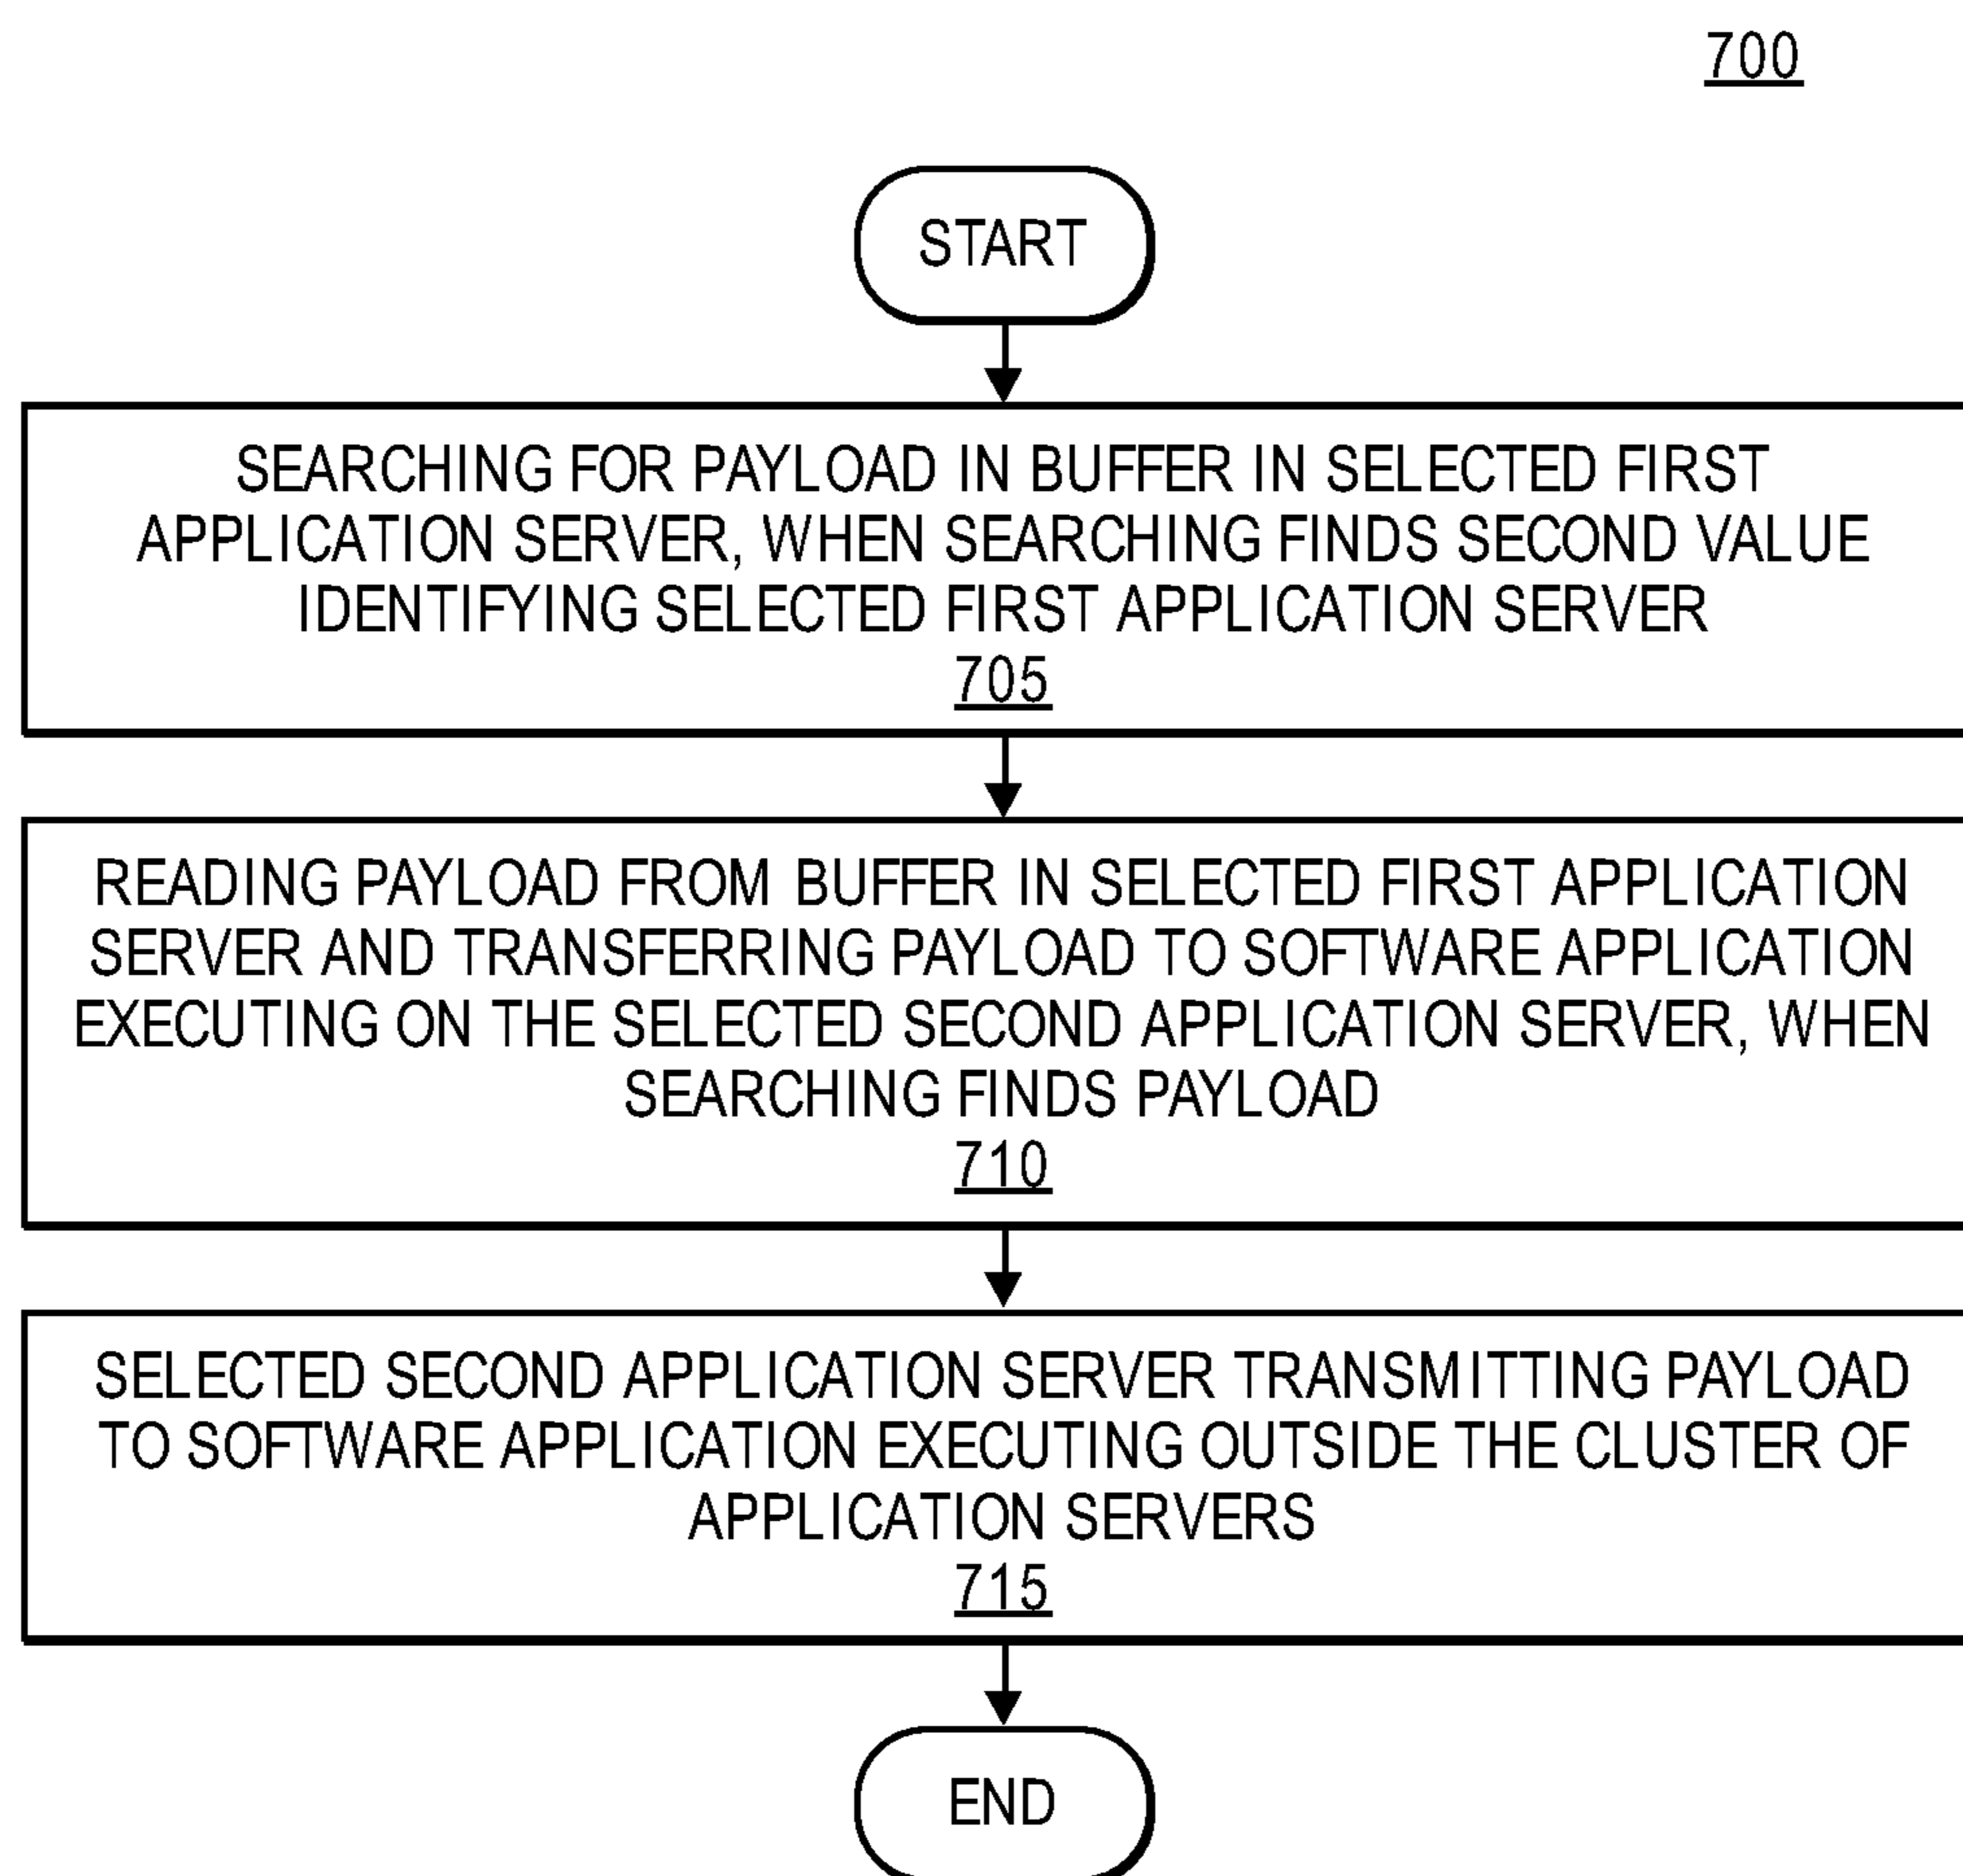 700
START
SEARCHING FOR PAYLOAD IN BUFFER IN SELECTED FIRST
APPLICATION SERVER, WHEN SEARCHING FINDS SECOND VALUE
IDENTIFYING SELECTED FIRST APPLICATION SERVER
705
READING PAYLOAD FROM BUFFER IN SELECTED FIRST APPLICATION
SERVER AND TRANSFERRING PAYLOAD TO SOFTWARE APPLICATION
EXECUTING ON THE SELECTED SECOND APPLICATION SERVER, WHEN
SEARCHING FINDS PAYLOAD
710
SELECTED SECOND APPLICATION SERVER TRANSMITTING PAYLOAD
TO SOFTWARE APPLICATION EXECUTING OUTSIDE THE CLUSTER OF
APPLICATION SERVERS
715
END